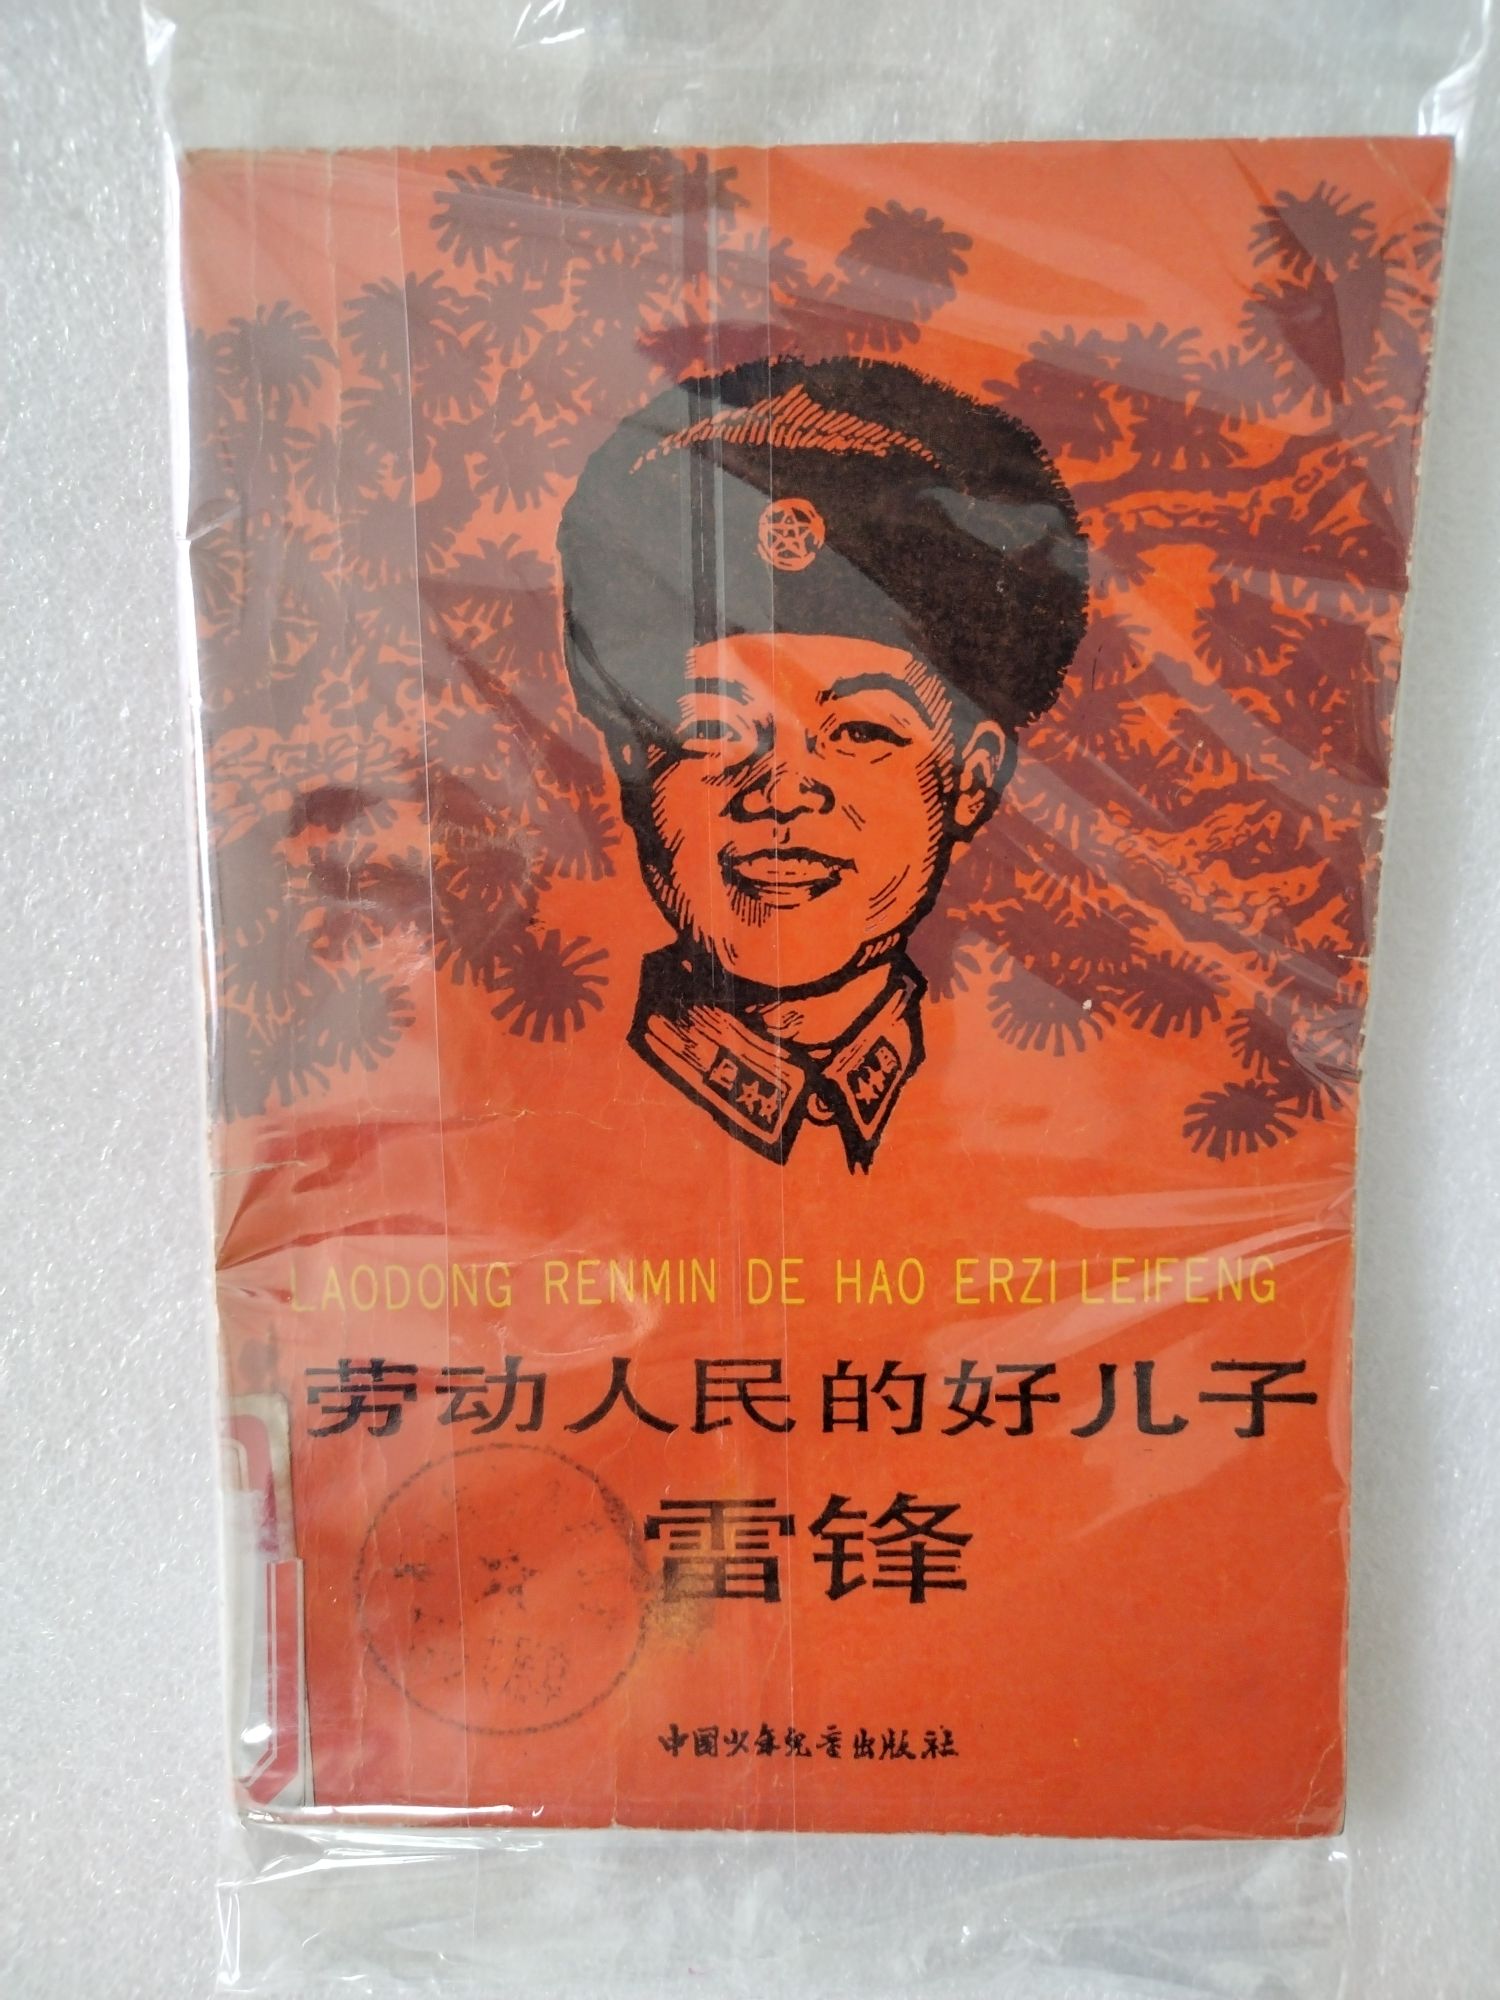 LAODONG RENMIN DE HAO ERZI LEIFENG
劳动人民的好儿子
雷锋
中国少年儿童出版社